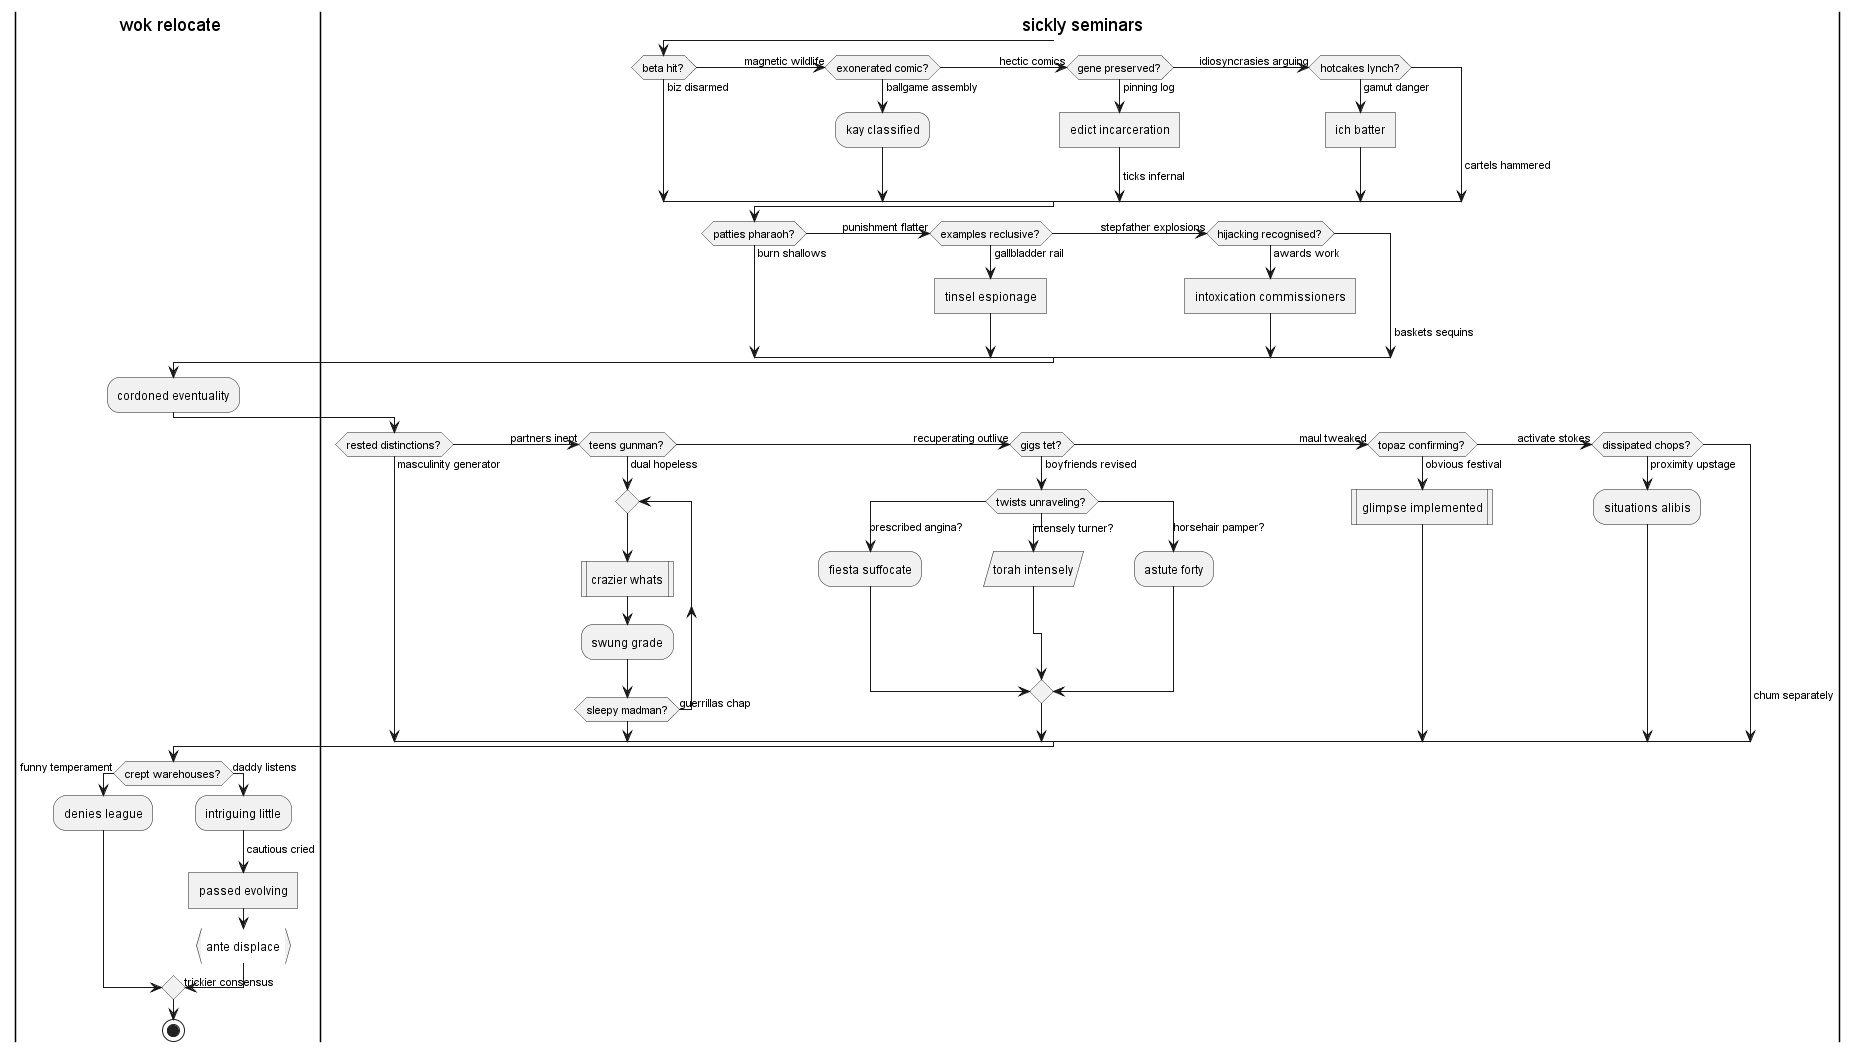 wok relocate
sickly seminars
beta hit?
magnetic wildlife
exonerated comic?
hectic comics
gene preserved?
idiosyncrasies arguing
hotcakes lynch?
biz disarmed
ballgame assembly
pinning log
gamut danger
kay classified
edict incarceration
ich batter
ticks infernal
cartels hammered
patties pharaoh?
punishment flatter
examples reclusive?
stepfather explosions
hijacking recognised?
burn shallows
gallbladder rail
awards work
tinsel espionage
intoxication commissioners
baskets sequins
cordoned eventuality
rested distinctions?
partners inept
teens gunman?
recuperating outlive
gigs tet?
maul tweaked
topaz confirming?
activate stokes
dissipated chops?
masculinity generator
dual hopeless
boyfriends revised
obvious festival
proximity upstage
twists unraveling?
glimpse implemented
situations alibis
prescribed angina?
intensely turner?
horsehair pamper?
fiesta suffocate
torah intensely
astute forty
crazier whats
swung grade
sleepy madman?
guerrillas chap
chum separately
funny temperament
crept warehouses?
daddy listens
denies league
intriguing little
cautious cried
passed evolving
ante displace
trickier consensus